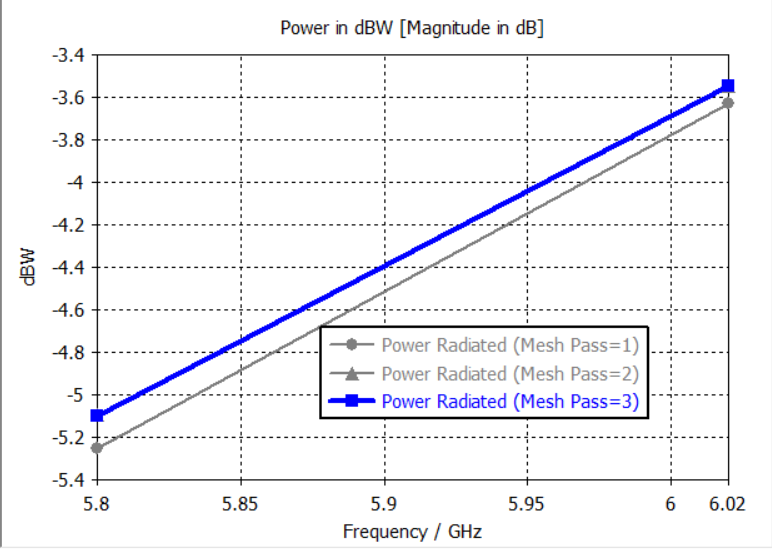 Power in dBW [Magnitude in dB]
-3.4
-3.6
-3.8
-4
-4.2
-4.4
-4.6
-4.8
-5
-5.2
-5.4
dBW
Power Radiated (Mesh Pass=1)
Power Radiated (Mesh Pass=2)
Power Radiated (Mesh Pass=3)
5.8 5.85 5.9 5.95 6 6.02
Frequency / GHz